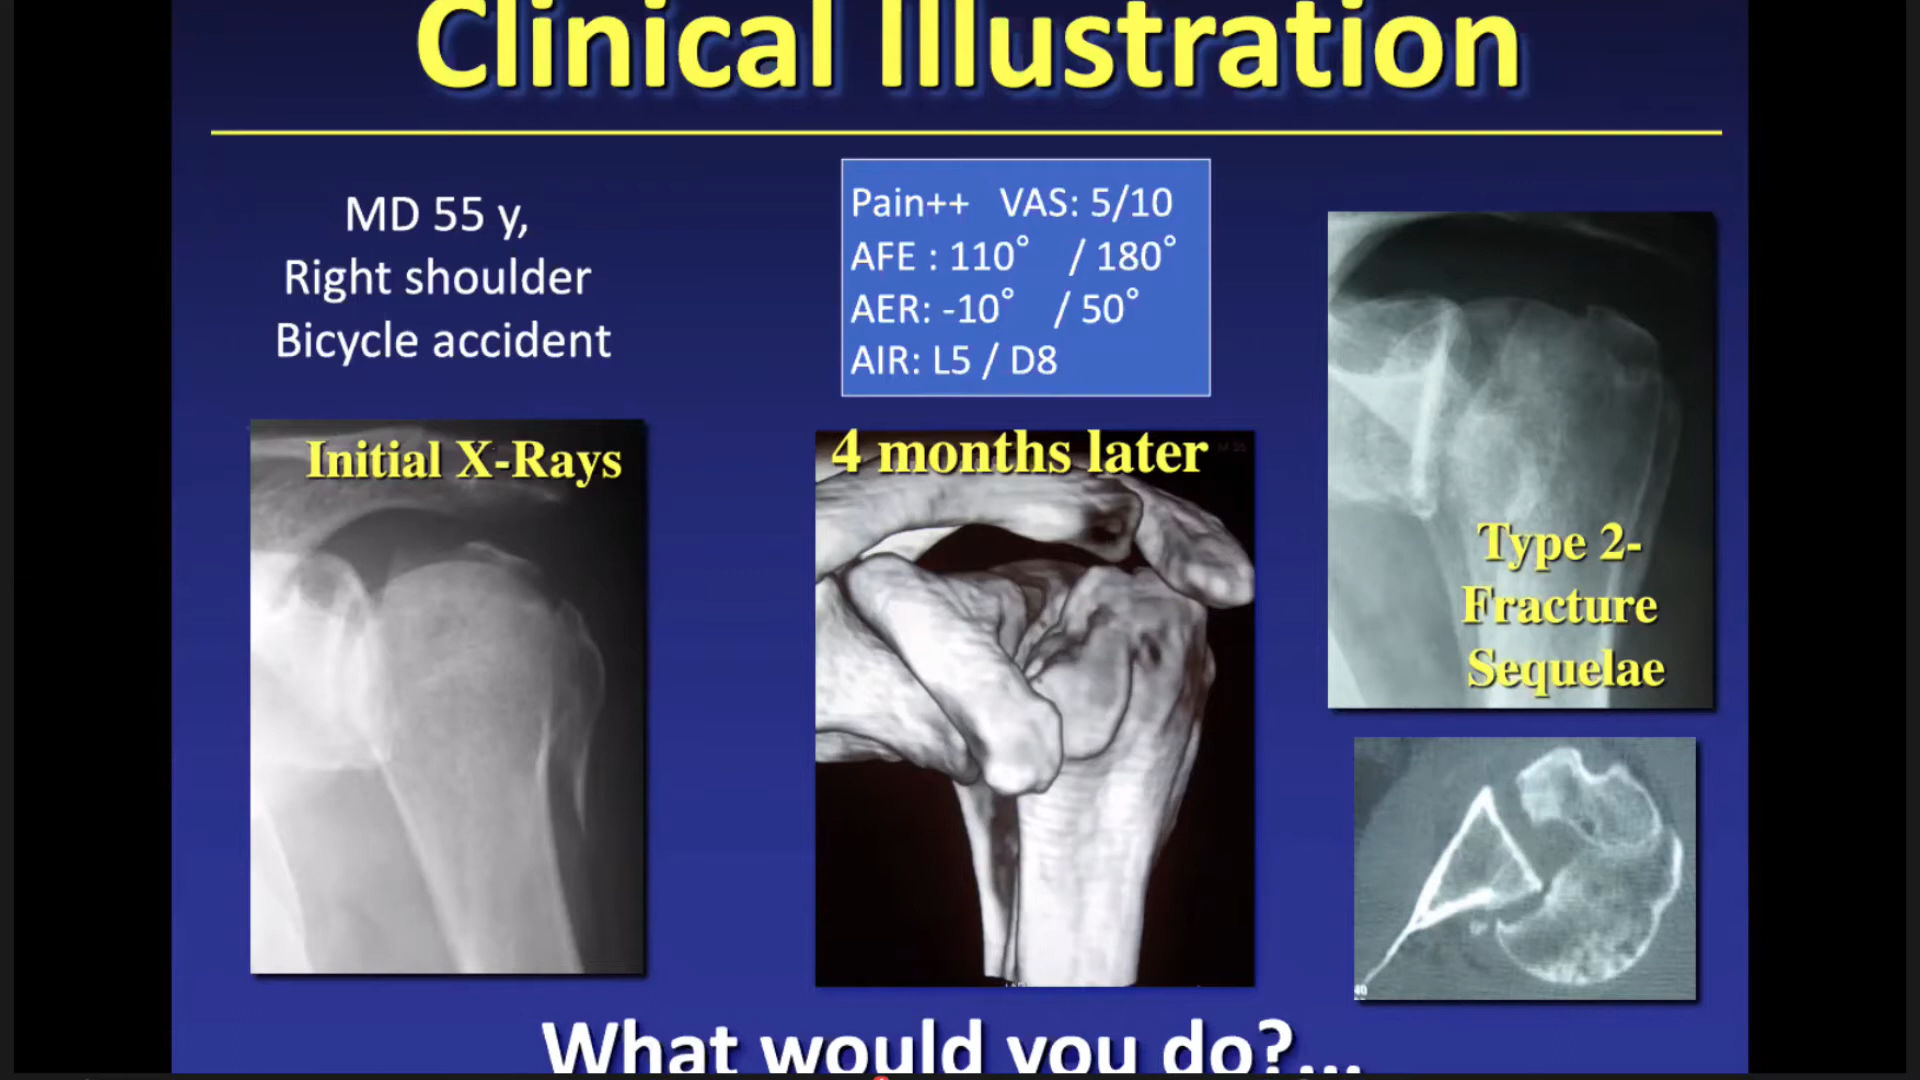 Clinical Illustration
MD 55 y,
Right shoulder
Bicycle accident
Pain++ VAS: 5/10
AFE : 110° / 180°
AER: -10° / 50°
AIR: L5 / D8
Initial X-Rays
4 months later
Type 2-
Fracture
Sequelae
What would you do?...